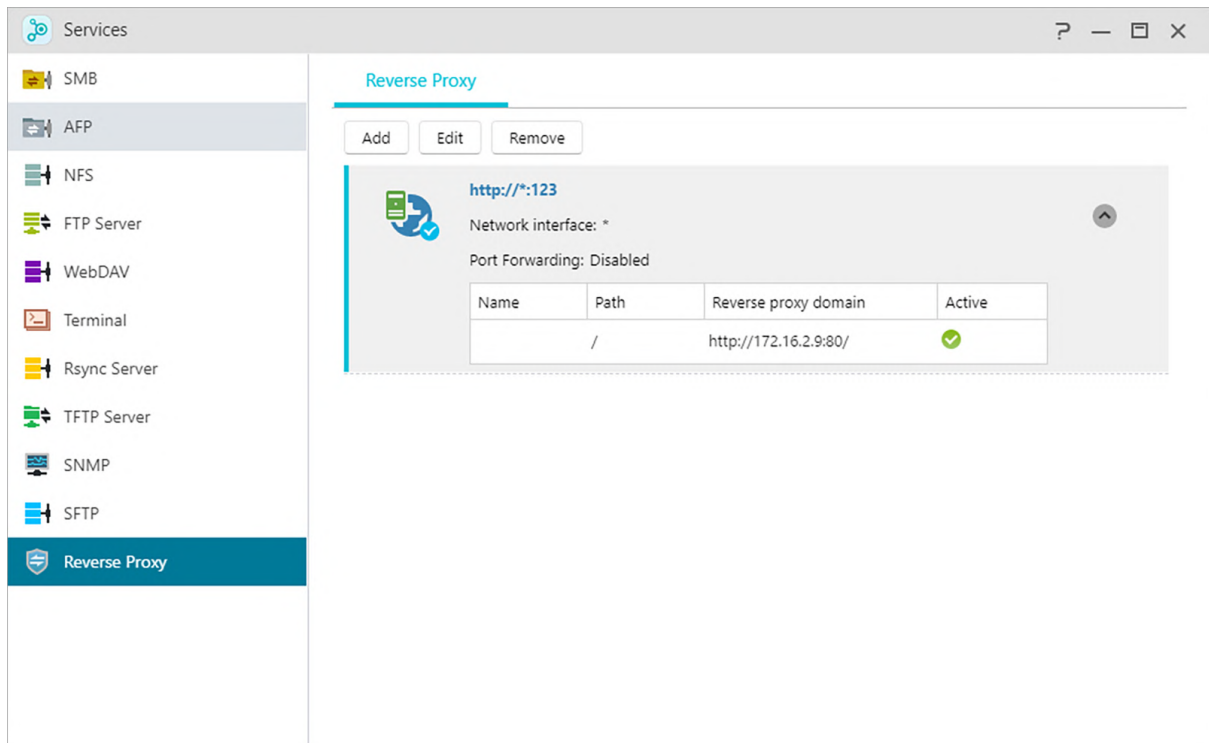 Services
SMB
AFP
NFS
FTP Server
WebDAV
Terminal
Rsync Server
TFTP Server
SNMP
SFTP
Reverse Proxy
Reverse Proxy
Add Edit Remove
http://*:123
Network interface: *
Port Forwarding: Disabled
Name Path Reverse proxy domain Active
/ http://172.16.2.9:80/